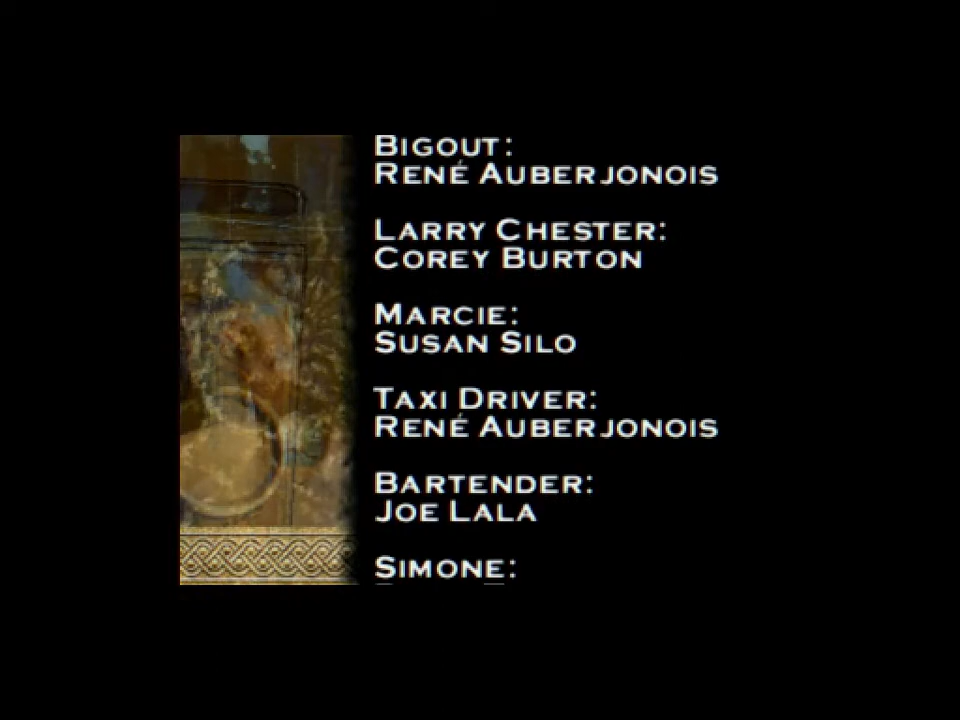 BIGOUT:
RENÉ AUBERJONOIS
LARRY CHESTER:
COREY BURTON
MARCIE:
SUSAN SILO
TAXI DRIVER:
RENÉ AUBERJONOIS
BARTENDER:
JOE LALA
SIMONE: